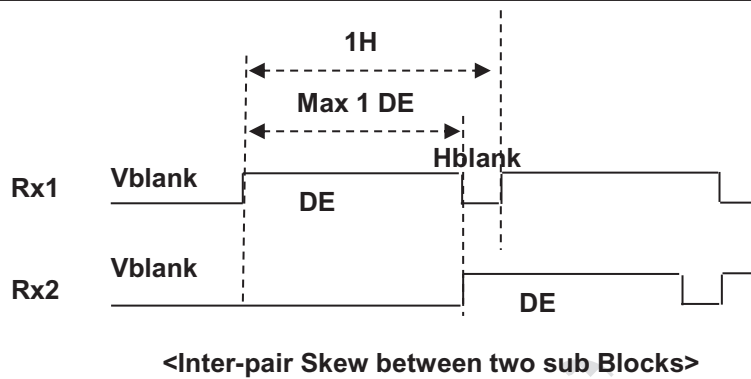 1H
Max 1 DE
Hblank
Rx1
Vblank
DE
Rx2
Vblank
DE
<Inter-pair Skew between two sub Blocks>